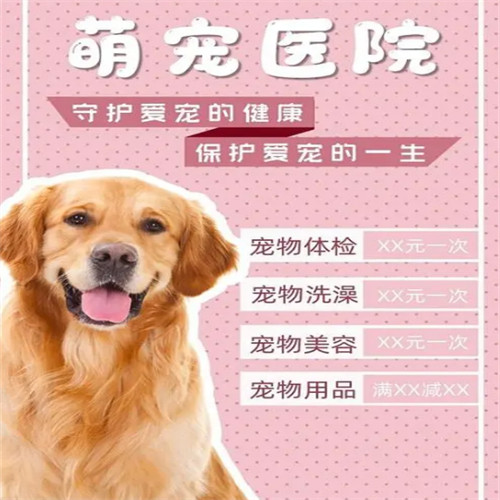 萌宠医院
守护爱宠的健康
保护爱宠的一生
宠物体检 XX元一次
宠物洗澡 XX元一次
宠物美容 XX元一次
宠物用品 满XX减XX